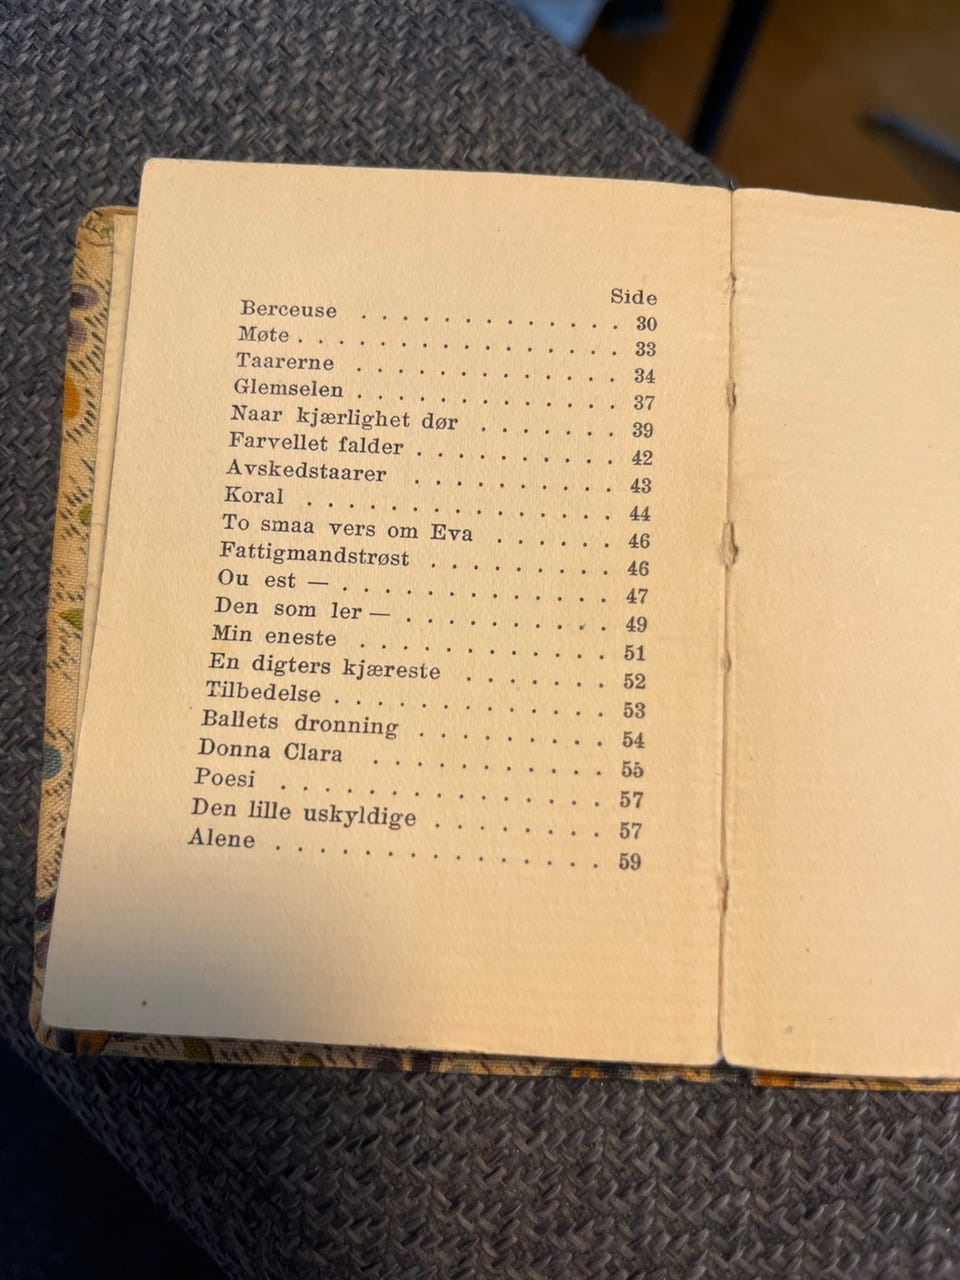 Side
Berceuse . . . . . . . . . . . . . 30
Møte . . . . . . . . . . . . . . . 33
Taarerne . . . . . . . . . . . . . 34
Glemselen . . . . . . . . . . . . . 37
Naar kjærlighet dør . . . . . . . 39
Farvellet falder . . . . . . . . . . 42
Avskedstaarer . . . . . . . . . . 43
Koral . . . . . . . . . . . . . . . 44
To smaa vers om Eva . . . . . . 46
Fattigmandstrøst . . . . . . . . . 46
Ou est — . . . . . . . . . . . . . 47
Den som ler — . . . . . . . . . . 49
Min eneste . . . . . . . . . . . . 51
En digters kjæreste . . . . . . . 52
Tilbedelse . . . . . . . . . . . . . 53
Ballets dronning . . . . . . . . . 54
Donna Clara . . . . . . . . . . . 55
Poesi . . . . . . . . . . . . . . . 57
Den lille uskyldige . . . . . . . . 57
Alene . . . . . . . . . . . . . . . 59